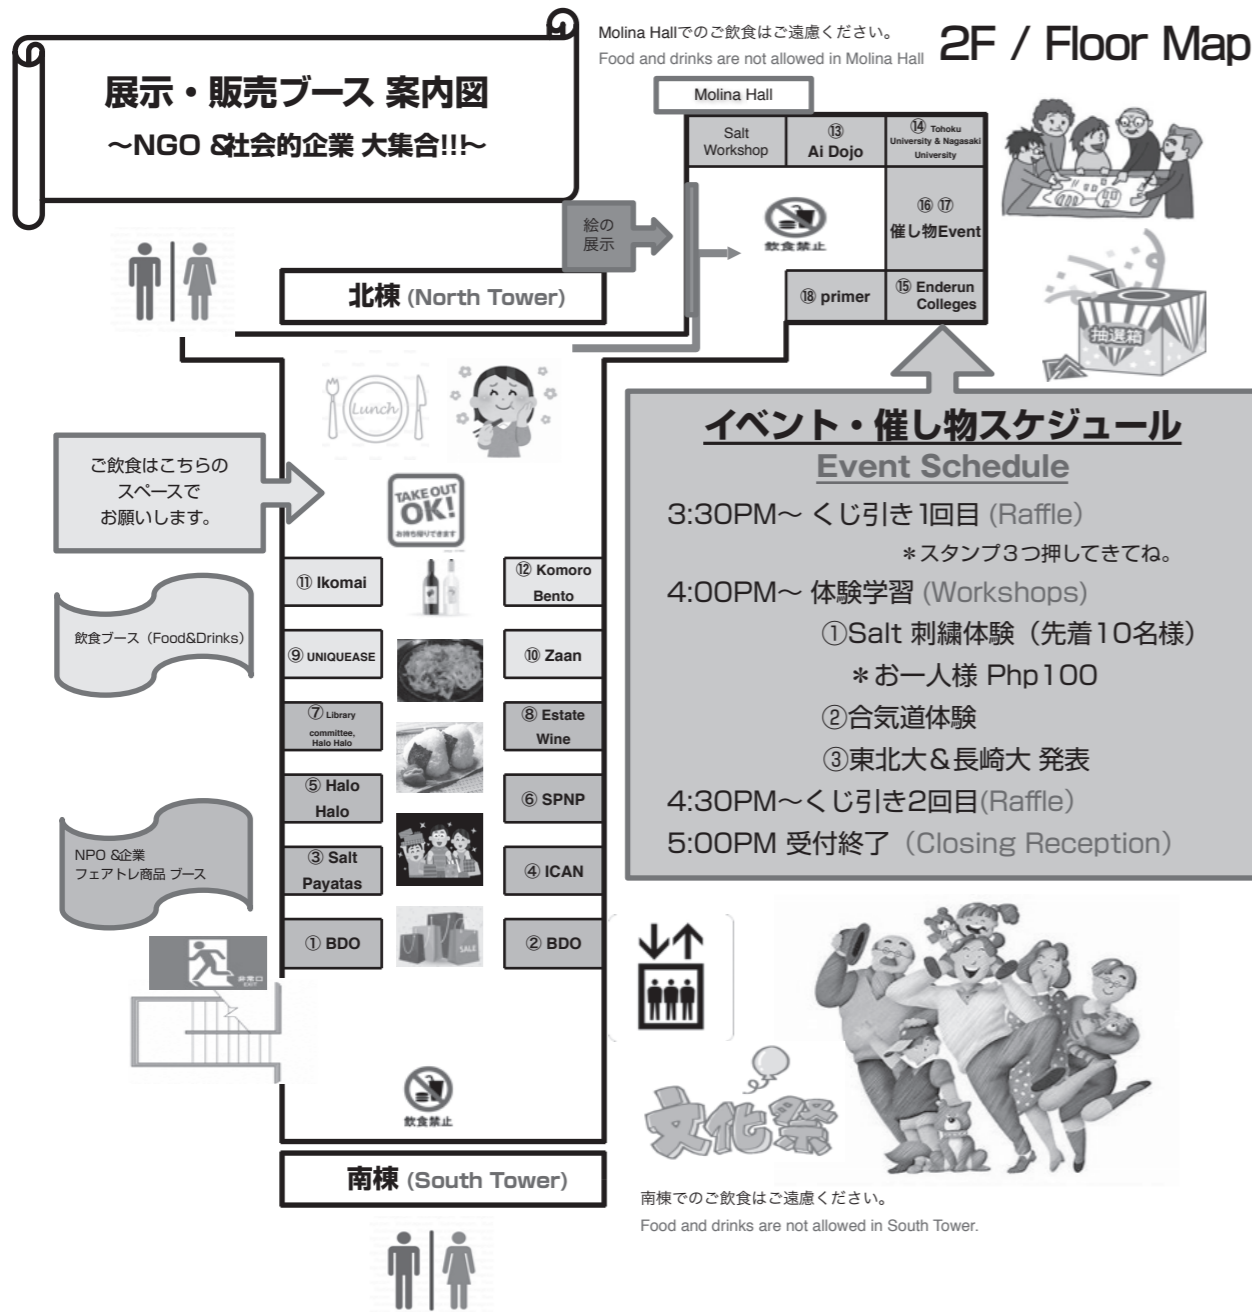 Molina Hallでのご飲食はご遠慮ください。
Food and drinks are not allowed in Molina Hall
2F / Floor Map
展示・販売ブース 案内図
〜NGO &社会的企業 大集合!!!〜
Molina Hall
Salt
Workshop
⑬
Ai Dojo
⑭ Tohoku
University & Nagasaki
University
絵の
展示
飲食禁止
⑯ ⑰
催し物Event
⑱ primer
⑮ Enderun
Colleges
抽選箱
北棟 (North Tower)
Lunch
ご飲食はこちらの
スペースで
お願いします。
TAKE OUT
OK!
お持ち帰りできます
⑪ Ikomai
⑫ Komoro
Bento
飲食ブース（Food&Drinks）
⑨ UNIQUEASE
⑩ Zaan
⑦ Library
committee,
Halo Halo
⑧ Estate
Wine
⑤ Halo
Halo
⑥ SPNP
NPO &企業
フェアトレ商品 ブース
③ Salt
Payatas
④ ICAN
① BDO
② BDO
SALE
非常口
EXIT
飲食禁止
南棟 (South Tower)
イベント・催し物スケジュール
Event Schedule
3:30PM〜 くじ引き1回目 (Raffle)
＊スタンプ３つ押してきてね。
4:00PM〜 体験学習 (Workshops)
①Salt 刺繍体験（先着10名様）
＊お一人様 Php100
②合気道体験
③東北大＆長崎大 発表
4:30PM〜くじ引き2回目(Raffle)
5:00PM 受付終了（Closing Reception）
文化祭
南棟でのご飲食はご遠慮ください。
Food and drinks are not allowed in South Tower.